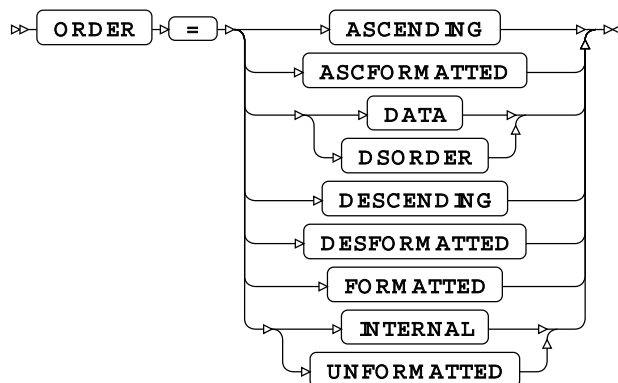 ORDER = ASCENDING
ASCFORMATTED
DATA
DSORDER
DESCENDING
DESFORMATTED
FORMATTED
INTERNAL
UNFORMATTED